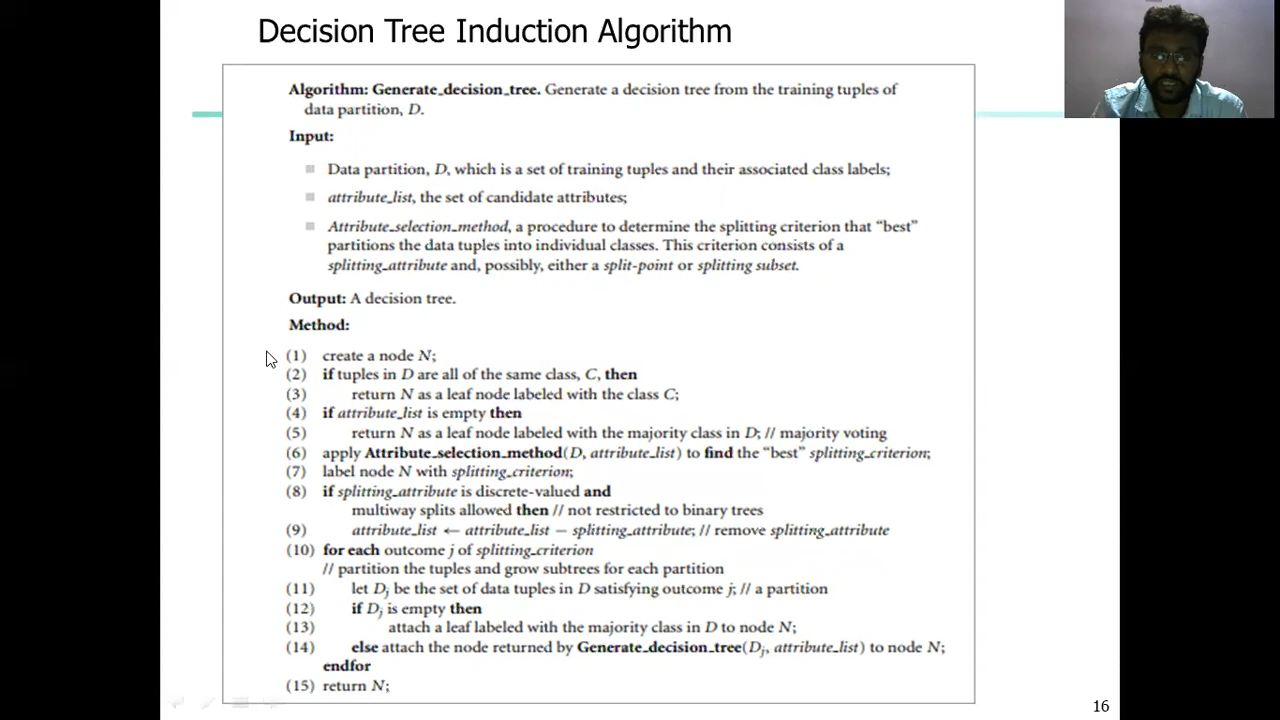 Decision Tree Induction Algorithm
Algorithm: Generate_decision_tree. Generate a decision tree from the training tuples of
data partition, D.
Input:
Data partition, D, which is a set of training tuples and their associated class labels;
attribute_list, the set of candidate attributes;
Attribute_selection_method, a procedure to determine the splitting criterion that “best”
partitions the data tuples into individual classes. This criterion consists of a
splitting_attribute and, possibly, either a split-point or splitting subset.
Output: A decision tree.
Method:
(1) create a node N;
(2) if tuples in D are all of the same class, C, then
(3) return N as a leaf node labeled with the class C;
(4) if attribute_list is empty then
(5) return N as a leaf node labeled with the majority class in D; // majority voting
(6) apply Attribute_selection_method(D, attribute_list) to find the “best” splitting_criterion;
(7) label node N with splitting_criterion;
(8) if splitting_attribute is discrete-valued and
multiway splits allowed then // not restricted to binary trees
(9) attribute_list ← attribute_list − splitting_attribute; // remove splitting_attribute
(10) for each outcome j of splitting_criterion
// partition the tuples and grow subtrees for each partition
(11) let Dj be the set of data tuples in D satisfying outcome j; // a partition
(12) if Dj is empty then
(13) attach a leaf labeled with the majority class in D to node N;
(14) else attach the node returned by Generate_decision_tree(Dj, attribute_list) to node N;
endfor
(15) return N;
16